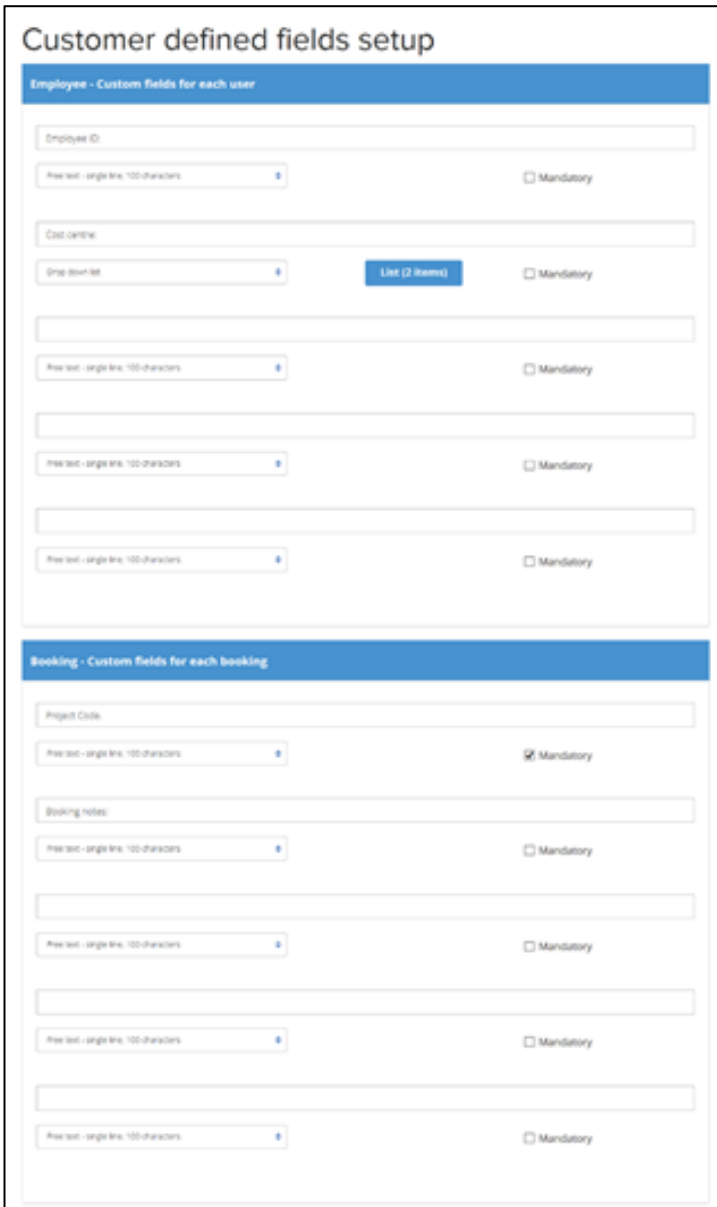 Customer defined fields setup
Employee - Custom fields for each user
Employee ID:
Free text - single line, 100 characters
Mandatory
Cost centre:
Drop down list
List (2 items)
Mandatory
Free text - single line, 100 characters
Mandatory
Free text - single line, 100 characters
Mandatory
Free text - single line, 100 characters
Mandatory
Booking - Custom fields for each booking
Project Code:
Free text - single line, 100 characters
Mandatory
Booking notes:
Free text - single line, 100 characters
Mandatory
Free text - single line, 100 characters
Mandatory
Free text - single line, 100 characters
Mandatory
Free text - single line, 100 characters
Mandatory